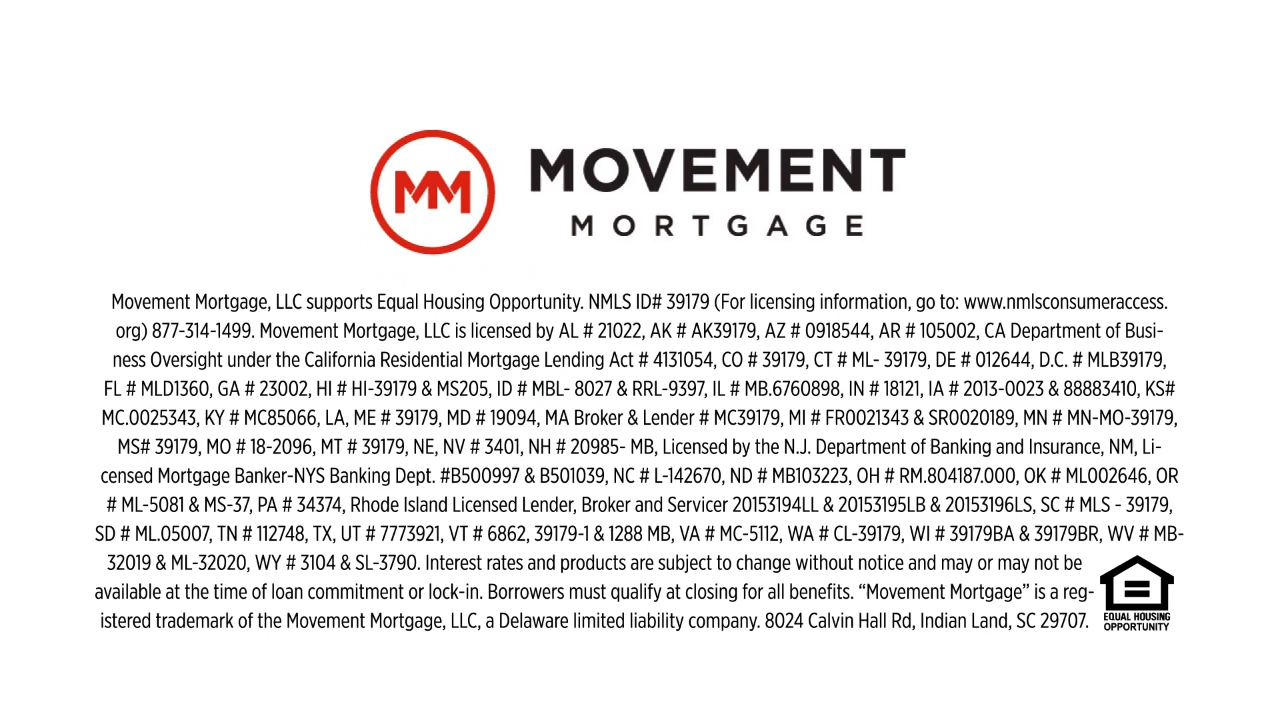 MM
MOVEMENT
MORTGAGE
Movement Mortgage, LLC supports Equal Housing Opportunity. NMLS ID# 39179 (For licensing information, go to: www.nmlsconsumeraccess.
org) 877-314-1499. Movement Mortgage, LLC is licensed by AL # 21022, AK # AK39179, AZ # 0918544, AR # 105002, CA Department of Busi-
ness Oversight under the California Residential Mortgage Lending Act # 4131054, CO # 39179, CT # ML- 39179, DE # 012644, D.C. # MLB39179,
FL # MLD1360, GA # 23002, HI # HI-39179 & MS205, ID # MBL- 8027 & RRL-9397, IL # MB.6760898, IN # 18121, IA # 2013-0023 & 88883410, KS#
MC.0025343, KY # MC85066, LA, ME # 39179, MD # 19094, MA Broker & Lender # MC39179, MI # FR0021343 & SR0020189, MN # MN-MO-39179,
MS# 39179, MO # 18-2096, MT # 39179, NE, NV # 3401, NH # 20985- MB, Licensed by the N.J. Department of Banking and Insurance, NM, Li-
censed Mortgage Banker-NYS Banking Dept. #B500997 & B501039, NC # L-142670, ND # MB103223, OH # RM.804187.000, OK # ML002646, OR
# ML-5081 & MS-37, PA # 34374, Rhode Island Licensed Lender, Broker and Servicer 20153194LL & 20153195LB & 20153196LS, SC # MLS - 39179,
SD # ML.05007, TN # 112748, TX, UT # 7773921, VT # 6862, 39179-1 & 1288 MB, VA # MC-5112, WA # CL-39179, WI # 39179BA & 39179BR, WV # MB-
32019 & ML-32020, WY # 3104 & SL-3790. Interest rates and products are subject to change without notice and may or may not be
available at the time of loan commitment or lock-in. Borrowers must qualify at closing for all benefits. “Movement Mortgage” is a reg-
istered trademark of the Movement Mortgage, LLC, a Delaware limited liability company. 8024 Calvin Hall Rd, Indian Land, SC 29707.
EQUAL HOUSING
OPPORTUNITY